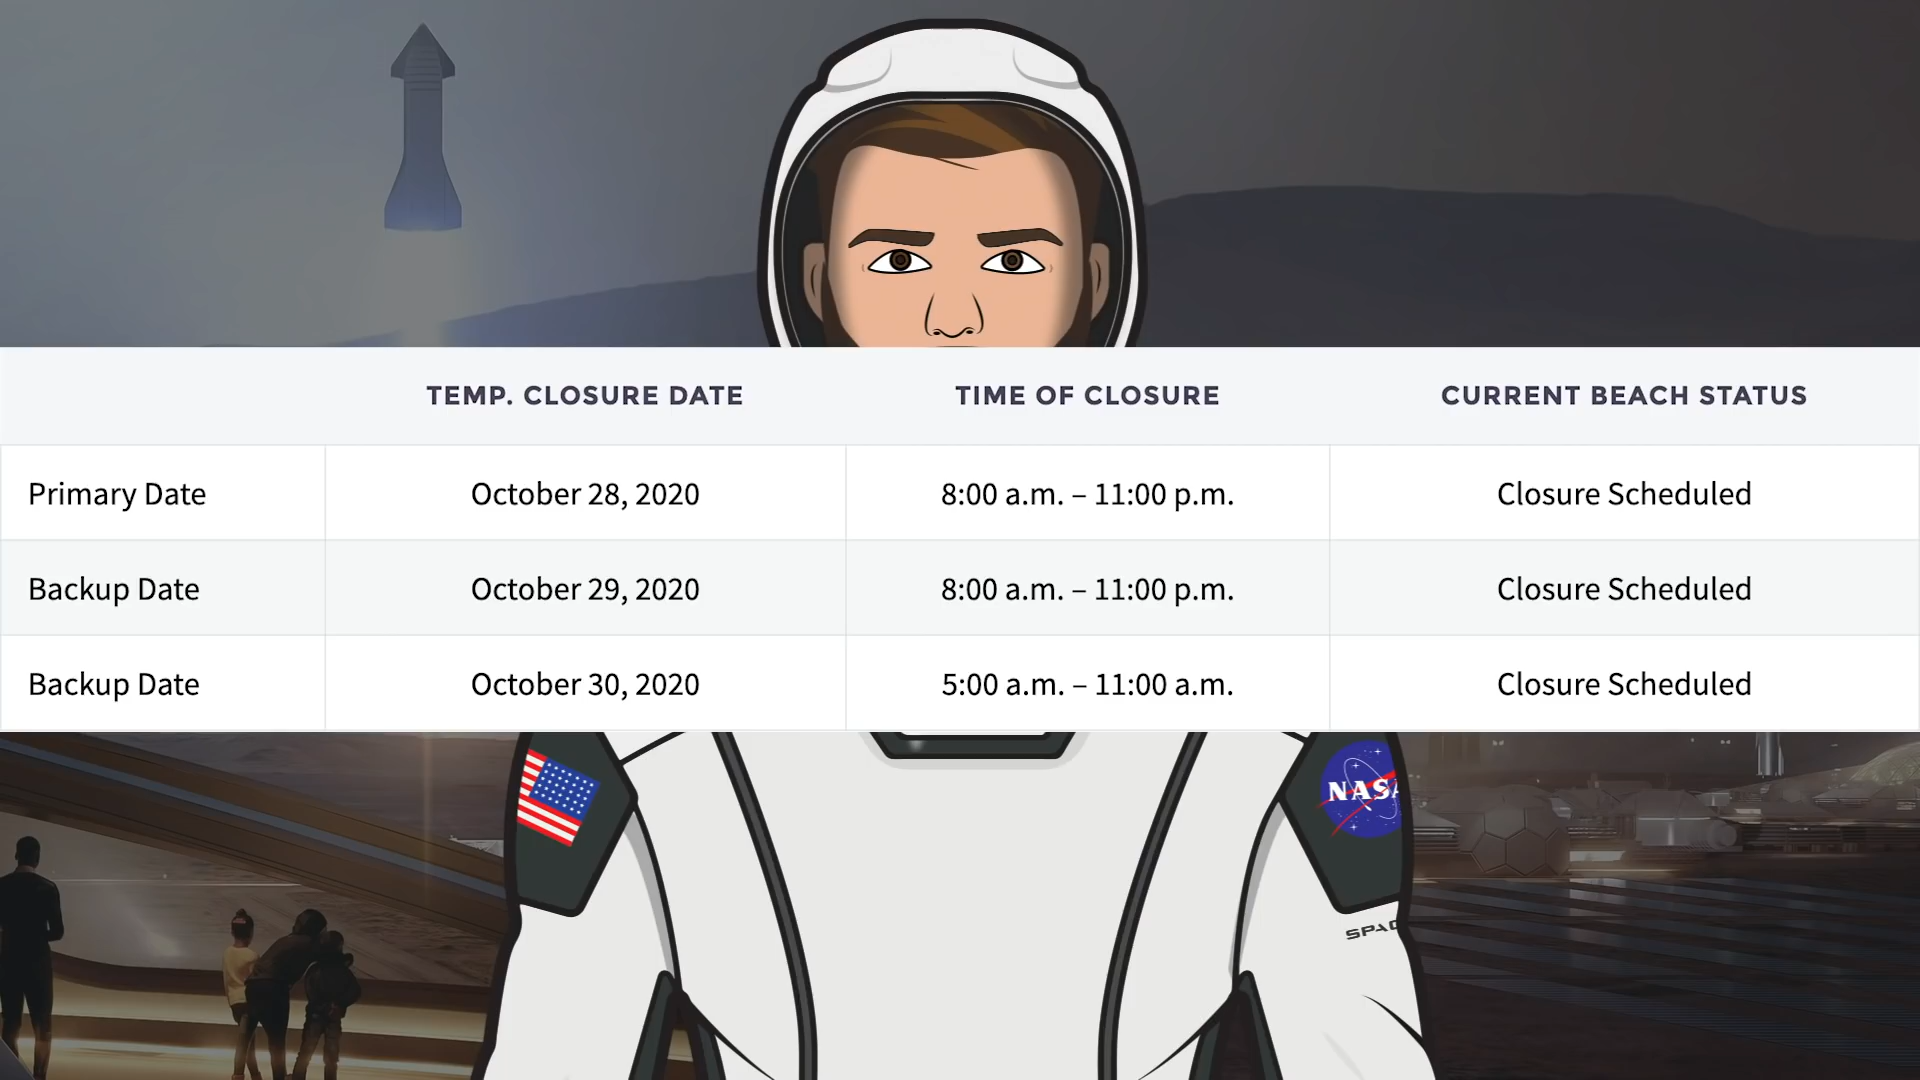 TEMP. CLOSURE DATE TIME OF CLOSURE CURRENT BEACH STATUS
Primary Date October 28, 2020 8:00 a.m. – 11:00 p.m. Closure Scheduled
Backup Date October 29, 2020 8:00 a.m. – 11:00 p.m. Closure Scheduled
Backup Date October 30, 2020 5:00 a.m. – 11:00 a.m. Closure Scheduled
NASA
SPAC